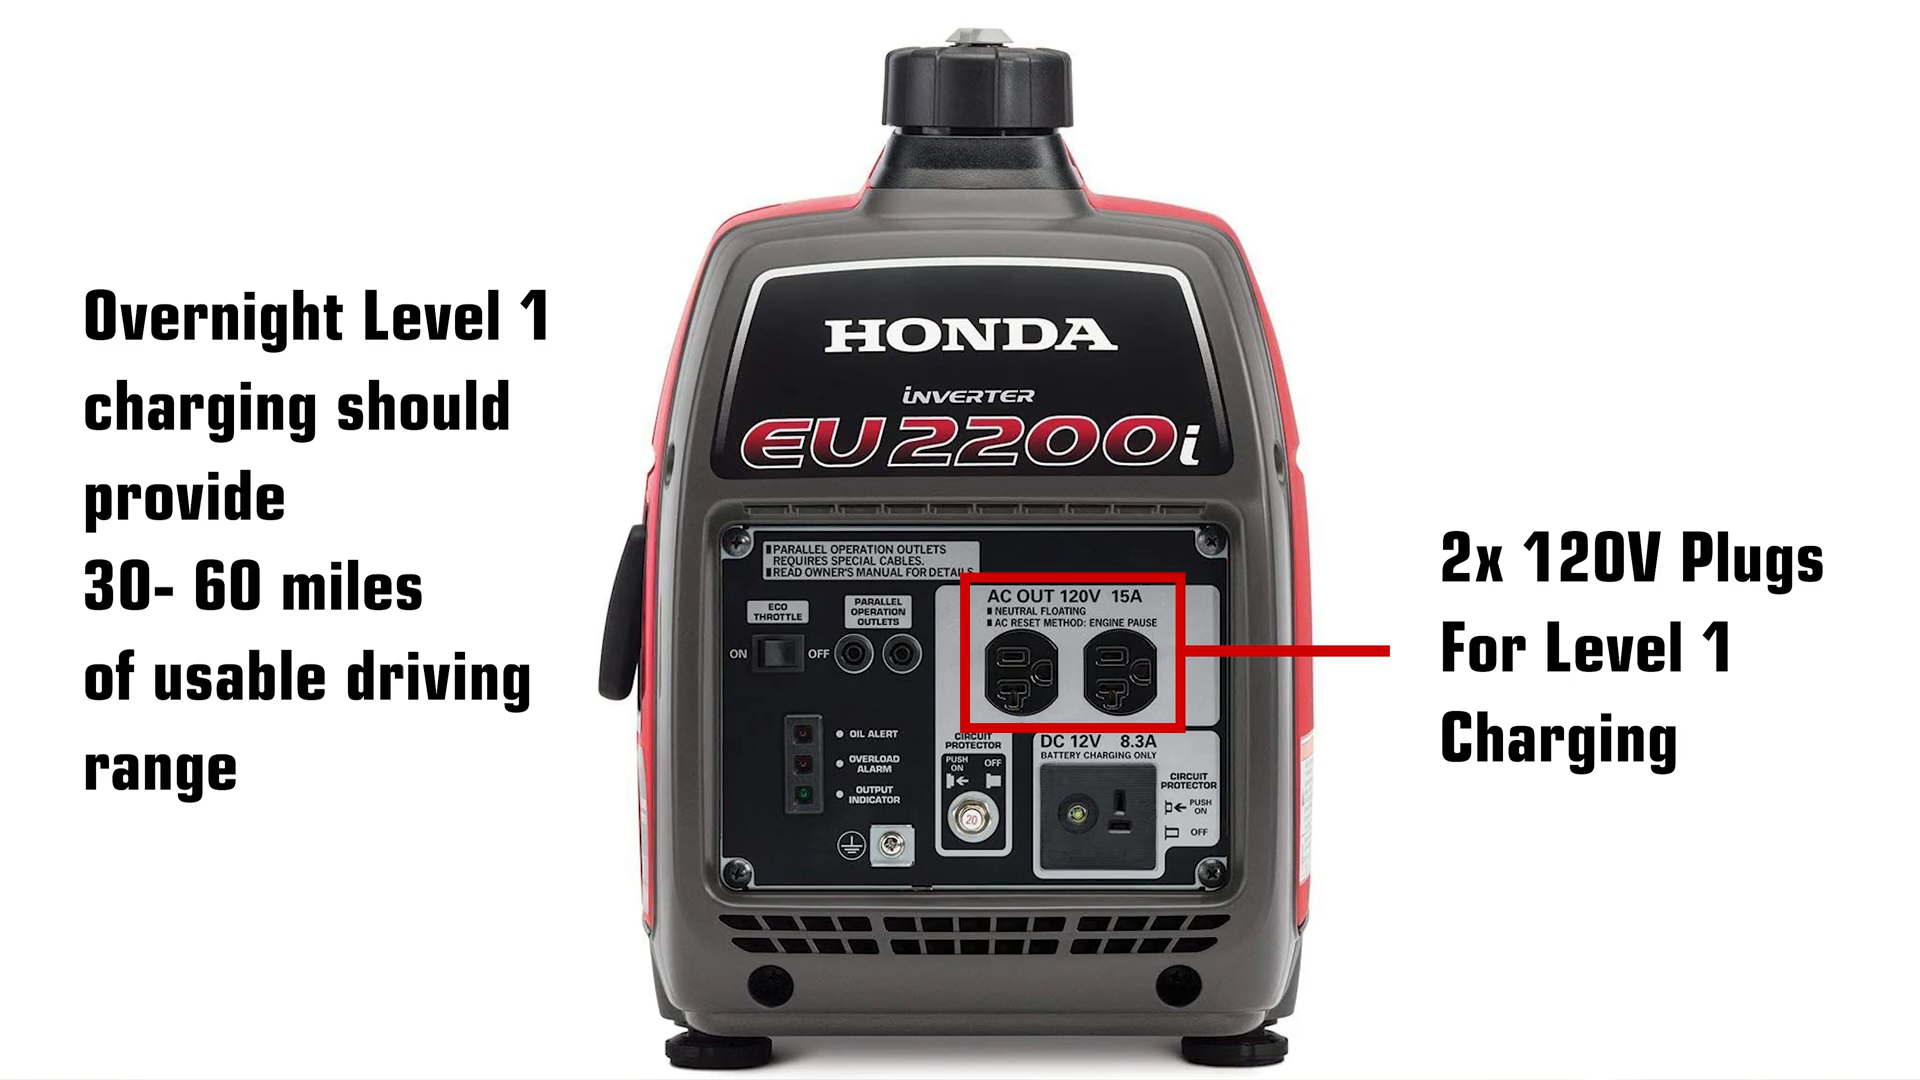 Overnight Level 1
charging should
provide
30- 60 miles
of usable driving
range
HONDA
INVERTER
EU2200i
PARALLEL OPERATION OUTLETS
REQUIRES SPECIAL CABLES.
READ OWNER'S MANUAL FOR DETAILS
ECO
THROTTLE
ON
OFF
PARALLEL
OPERATION
OUTLETS
AC OUT 120V 15A
NEUTRAL FLOATING
AC RESET METHOD: ENGINE PAUSE
OIL ALERT
OVERLOAD
ALARM
OUTPUT
INDICATOR
CIRCUIT
PROTECTOR
PUSH
ON
OFF
20
DC 12V 8.3A
BATTERY CHARGING ONLY
CIRCUIT
PROTECTOR
PUSH
ON
OFF
2x 120V Plugs
For Level 1
Charging